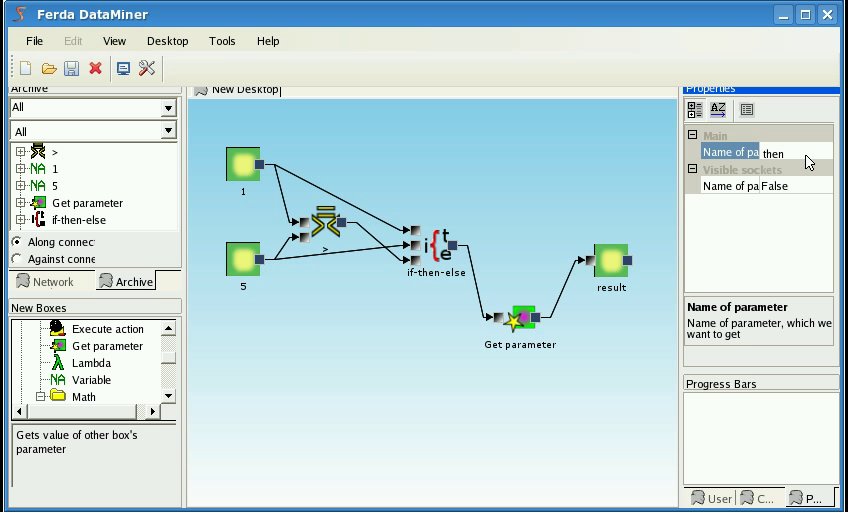 Ferda DataMiner
File Edit View Desktop Tools Help
Archive
All
All
>
1
5
Get parameter
if-then-else
Along connec
Against conne
Network Archive
New Boxes
Execute action
Get parameter
Lambda
Variable
Math
Gets value of other box's
parameter
New Desktop
1
>
5
i{te
if-then-else
Get parameter
result
Properties
Main
Name of pa then
Visible sockets
Name of pa False
Name of parameter
Name of parameter, which we
want to get
Progress Bars
User C... P...